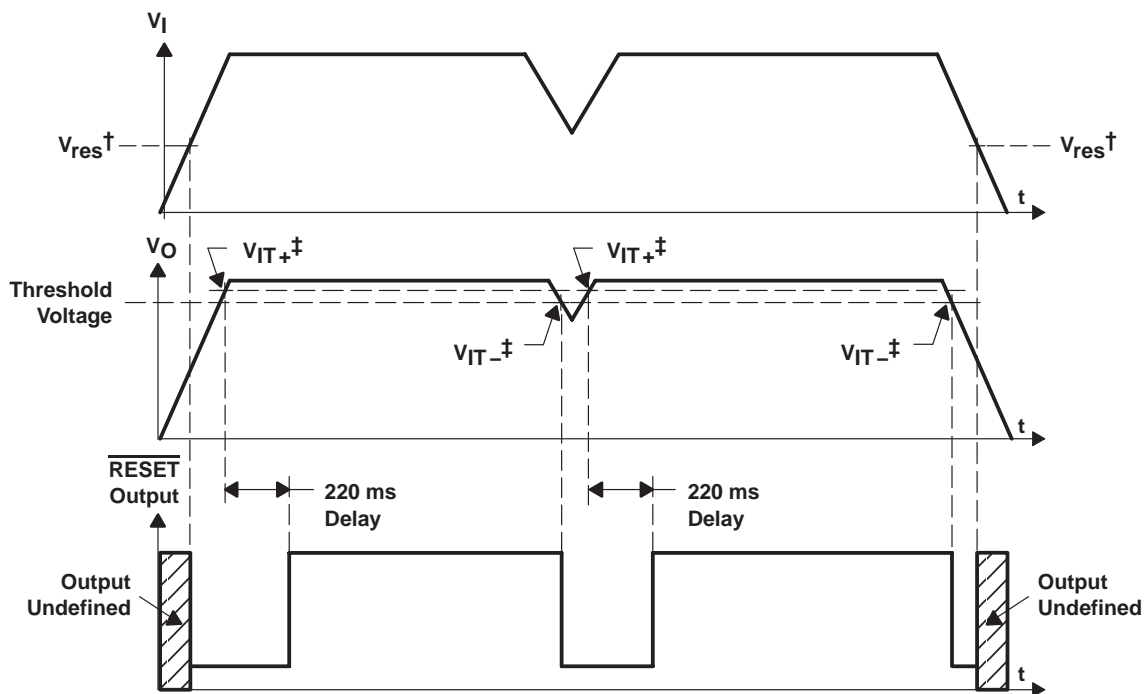 VI
Vres†
Vres†
t
VO
VIT+‡
VIT+‡
Threshold
Voltage
VIT−‡
VIT−‡
t
RESET
Output
220 ms
Delay
220 ms
Delay
Output
Undefined
Output
Undefined
t